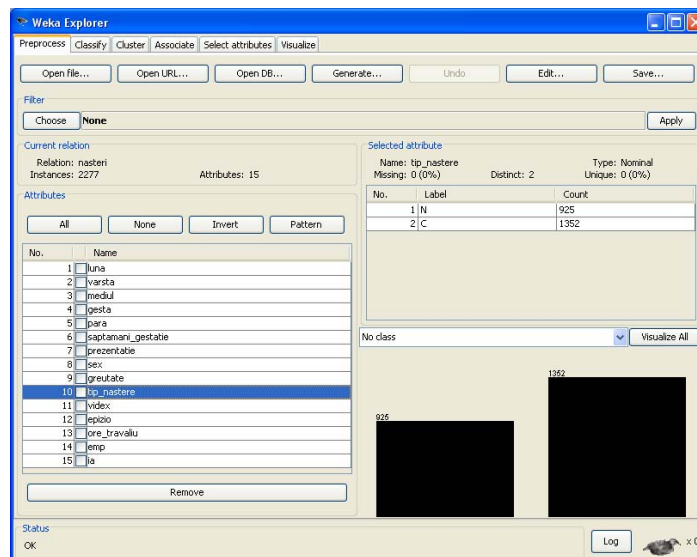 Weka Explorer
Preprocess Classify Cluster Associate Select attributes Visualize
Open file... Open URL... Open DB... Generate... Undo Edit... Save...
Filter
Choose None Apply
Current relation
Relation: nasteri
Instances: 2277 Attributes: 15
Attributes
All None Invert Pattern
No. Name
1 luna
2 varsta
3 mediul
4 gesta
5 para
6 saptamani_gestatie
7 prezentatie
8 sex
9 greutate
10 tip_nastere
11 videx
12 epizio
13 ore_travaliu
14 emp
15 ia
Remove
Selected attribute
Name: tip_nastere Type: Nominal
Missing: 0 (0%) Distinct: 2 Unique: 0 (0%)
No. Label Count
1 N 925
2 C 1352
No class Visualize All
925
1352
Status
OK
Log x 0